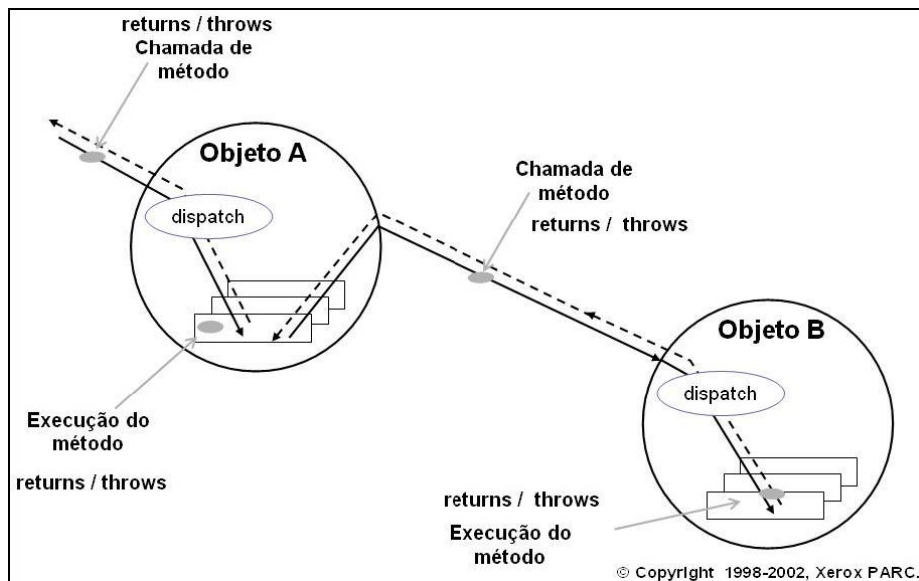 returns / throws
Chamada de
método
Objeto A
dispatch
Chamada de
método
returns / throws
Objeto B
dispatch
Execução do
método
returns / throws
returns / throws
Execução do
método
© Copyright 1998-2002, Xerox PARC.